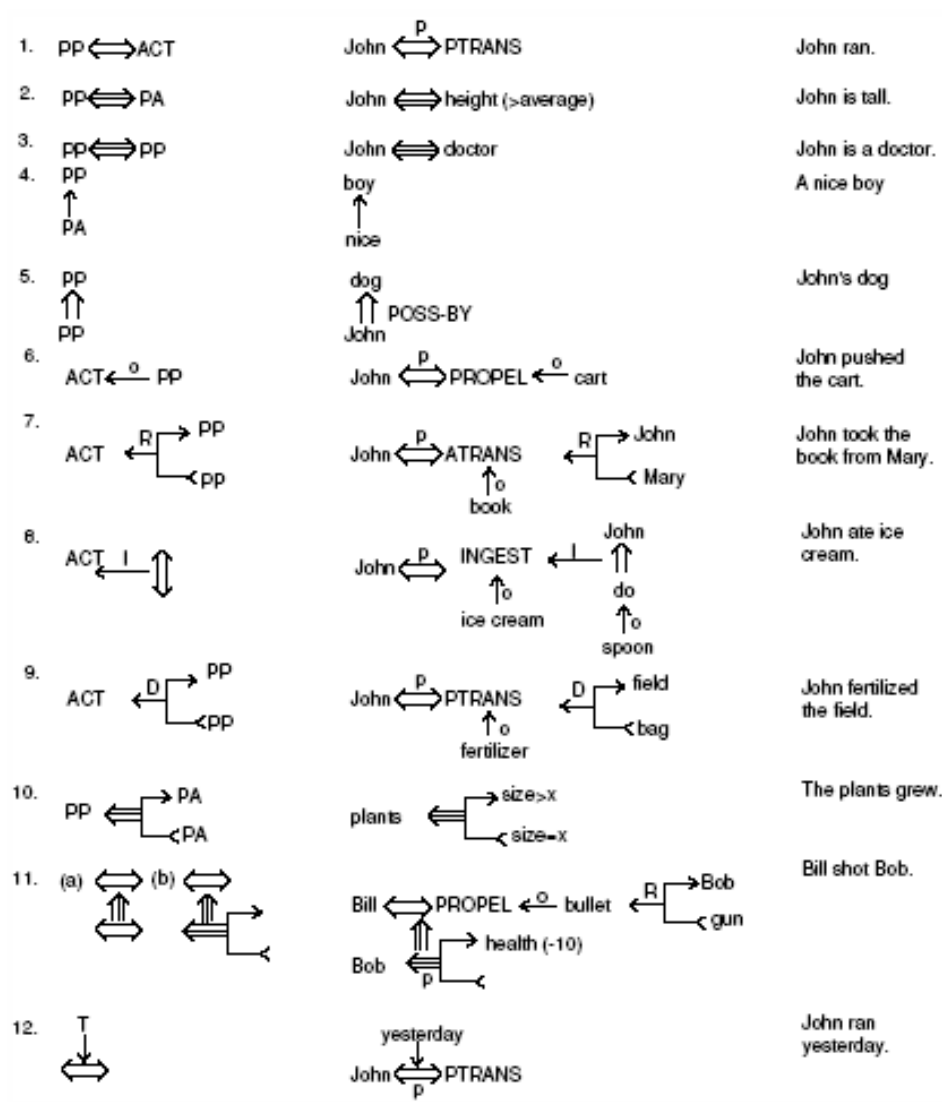 p
1. PP ACT John PTRANS John ran.
2. PP PA John height (>average) John is tall.
3. PP PP John doctor John is a doctor.
4. PP boy A nice boy
PA nice
5. PP dog John's dog
POSS-BY
PP John
6. ACT o PP John p PROPEL o cart John pushed
the cart.
7. ACT R PP John p ATRANS R John John took the
PP Mary book from Mary.
o
book
8. ACT I John p INGEST I John John ate ice
cream.
o do
ice cream o
spoon
9. ACT D PP John p PTRANS D field John fertilized
PP bag the field.
o
fertilizer
10. PP PA plants size>x The plants grew.
PA size=x
11. (a) (b) Bill PROPEL o bullet R Bob Bill shot Bob.
gun
Bob p health (-10)
12. T yesterday John ran
yesterday.
John PTRANS
p